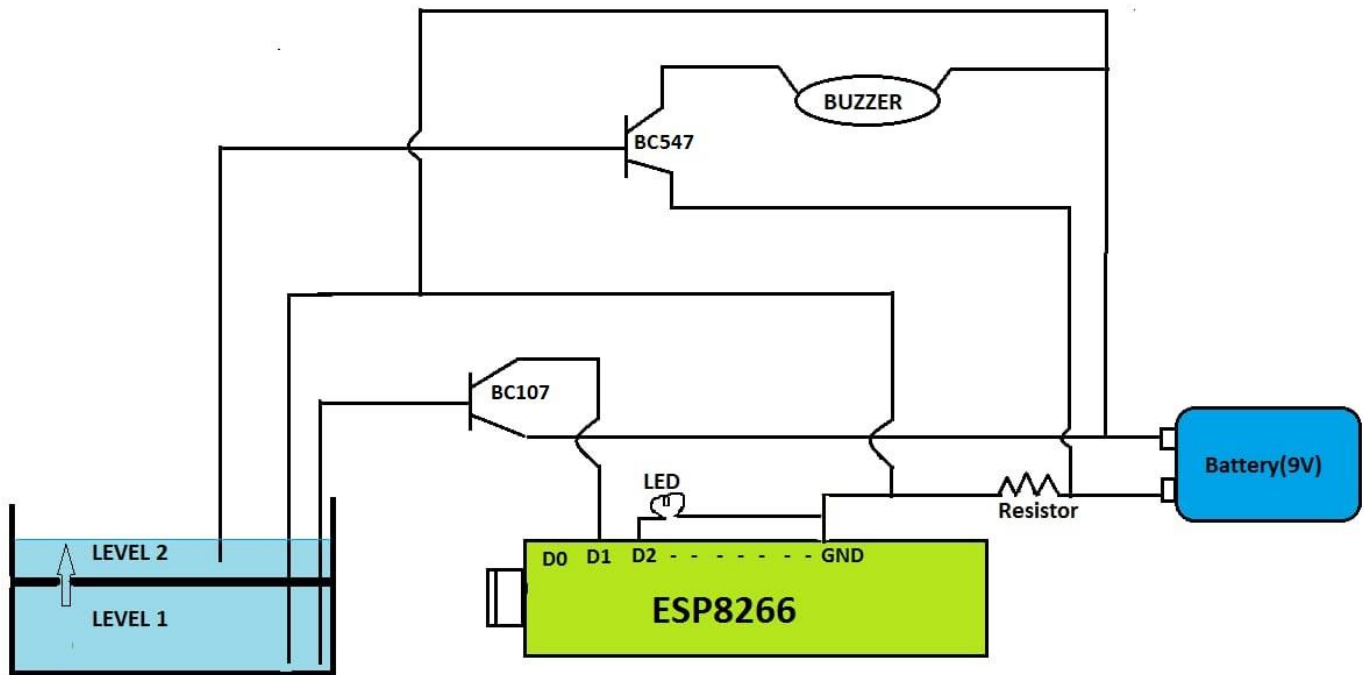 BUZZER
BC547
BC107
Battery(9V)
LED
Resistor
LEVEL 2
D0 D1 D2 - - - - - - - GND
LEVEL 1
ESP8266